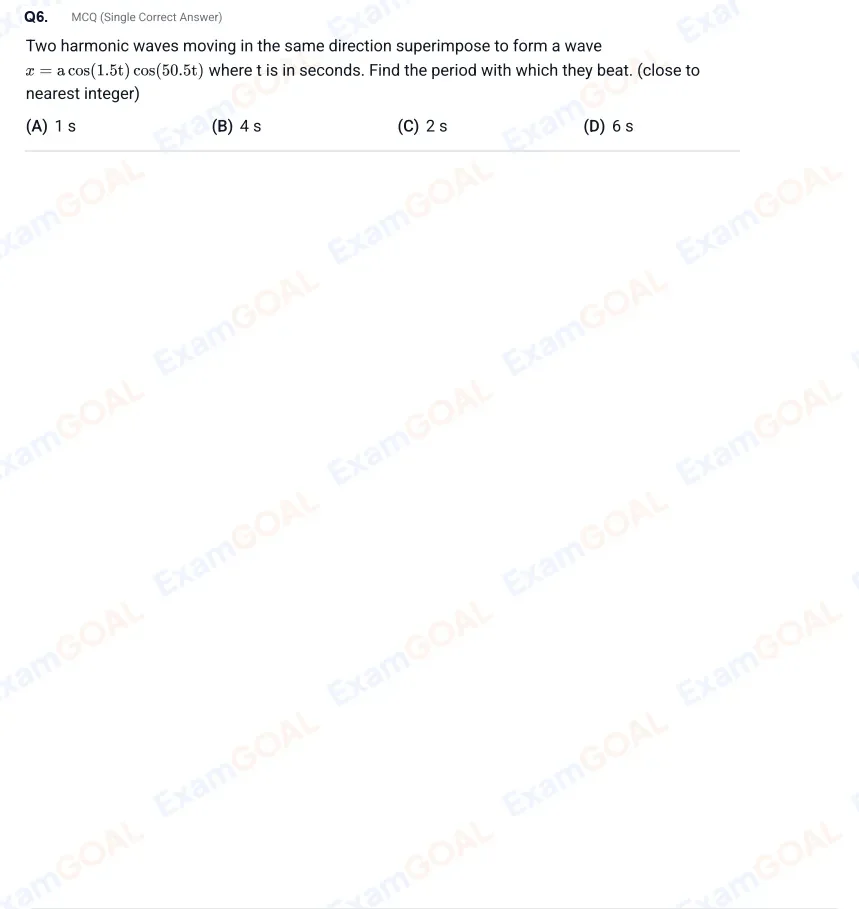 Q6. MCQ (Single Correct Answer)
Two harmonic waves moving in the same direction superimpose to form a wave
x = a cos(1.5t) cos(50.5t) where t is in seconds. Find the period with which they beat. (close to
nearest integer)
(A) 1 s (B) 4 s (C) 2 s (D) 6 s
ExamGOAL